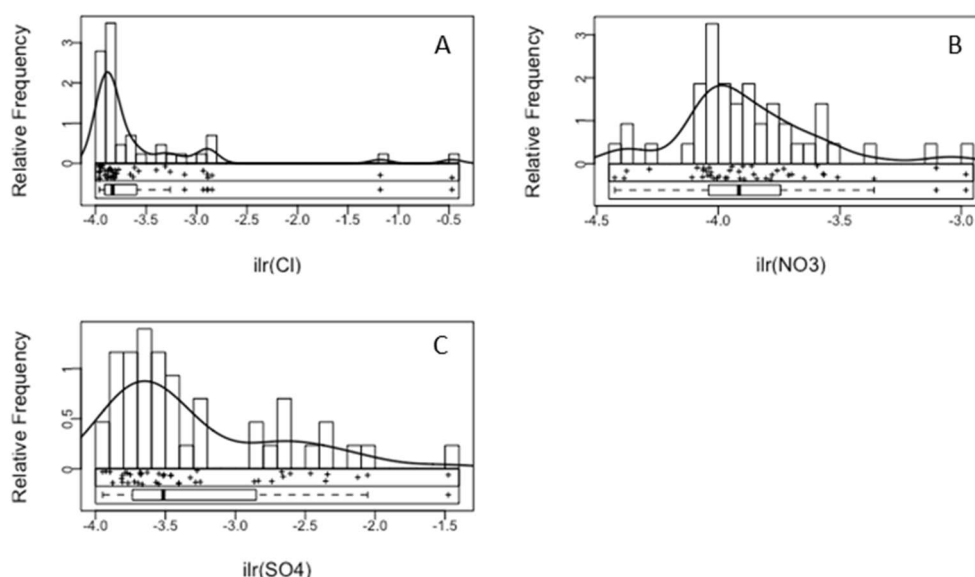 A
Relative Frequency
3
2
1
0
-4.0 -3.5 -3.0 -2.5 -2.0 -1.5 -1.0 -0.5
ilr(Cl)
B
Relative Frequency
3
2
1
0
-4.5 -4.0 -3.5 -3.0
ilr(NO3)
C
Relative Frequency
1
0.5
0
-4.0 -3.5 -3.0 -2.5 -2.0 -1.5
ilr(SO4)